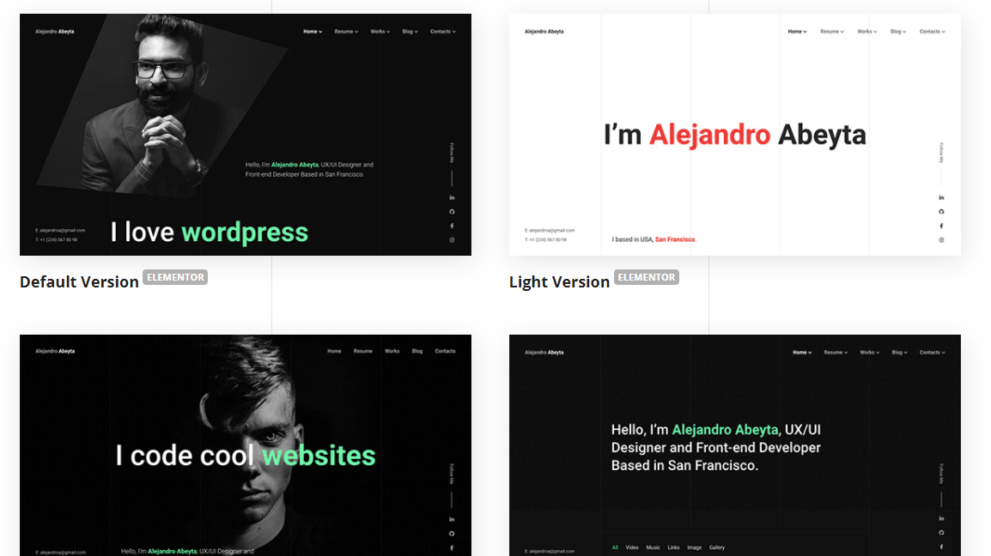 Alejandro Abeyta
Home Resume Works Blog Contacts
Follow Me
Hello, I'm Alejandro Abeyta, UX/UI Designer and
Front-end Developer Based in San Francisco.
E: alejandroa@gmail.com
T: +1 (234) 567 80 98
I love wordpress
Default Version ELEMENTOR
Alejandro Abeyta
Home Resume Works Blog Contacts
I'm Alejandro Abeyta
Follow Me
E: alejandroa@gmail.com
T: +1 (234) 567 80 98
I based in USA, San Francisco.
Light Version ELEMENTOR
Alejandro Abeyta
Home Resume Works Blog Contacts
I code cool websites
Follow Me
Hello, I'm Alejandro Abeyta, UX/UI Designer and
E: alejandroa@gmail.com
Alejandro Abeyta
Home Resume Works Blog Contacts
Hello, I'm Alejandro Abeyta, UX/UI
Designer and Front-end Developer
Based in San Francisco.
Follow Me
All Video Music Links Image Gallery
E: alejandroa@gmail.com